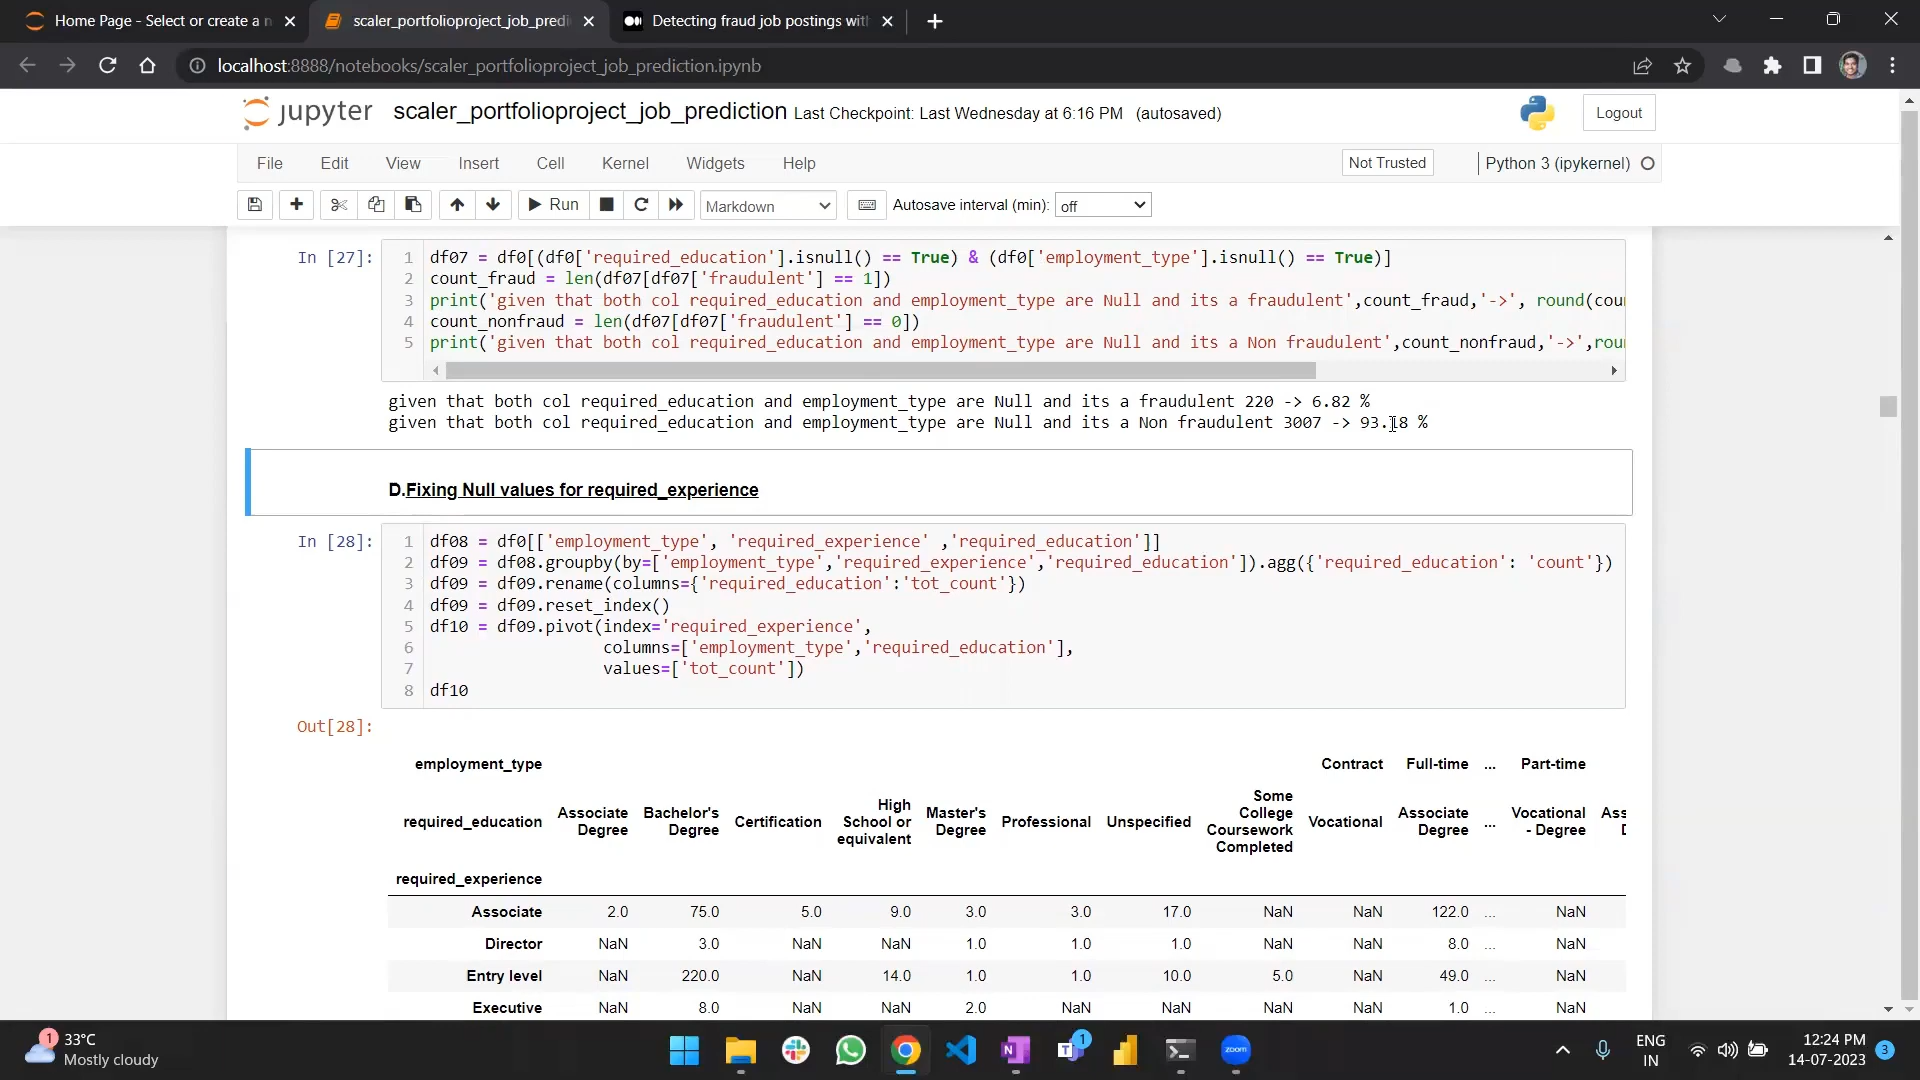 Home Page - Select or create a n
scaler_portfolioproject_job_predi
Detecting fraud job postings with
localhost:8888/notebooks/scaler_portfolioproject_job_prediction.ipynb
jupyter scaler_portfolioproject_job_prediction Last Checkpoint: Last Wednesday at 6:16 PM (autosaved)
Logout
File Edit View Insert Cell Kernel Widgets Help
Not Trusted
Python 3 (ipykernel)
Run
Markdown
Autosave interval (min): off
In [27]:
1 df07 = df0[(df0['required_education'].isnull() == True) & (df0['employment_type'].isnull() == True)]
2 count_fraud = len(df07[df07['fraudulent'] == 1])
3 print('given that both col required_education and employment_type are Null and its a fraudulent',count_fraud,'->', round(cou
4 count_nonfraud = len(df07[df07['fraudulent'] == 0])
5 print('given that both col required_education and employment_type are Null and its a Non fraudulent',count_nonfraud,'->',rou
given that both col required_education and employment_type are Null and its a fraudulent 220 -> 6.82 %
given that both col required_education and employment_type are Null and its a Non fraudulent 3007 -> 93.18 %
D.Fixing Null values for required_experience
In [28]:
1 df08 = df0[['employment_type', 'required_experience' ,'required_education']]
2 df09 = df08.groupby(by=['employment_type','required_experience','required_education']).agg({'required_education': 'count'})
3 df09 = df09.rename(columns={'required_education':'tot_count'})
4 df09 = df09.reset_index()
5 df10 = df09.pivot(index='required_experience',
6 columns=['employment_type','required_education'],
7 values=['tot_count'])
8 df10
Out[28]:
employment_type Contract Full-time ... Part-time
required_education Associate Degree Bachelor's Degree Certification High School or equivalent Master's Degree Professional Unspecified Some College Coursework Completed Vocational Associate Degree ... Vocational - Degree Ass
required_experience
Associate 2.0 75.0 5.0 9.0 3.0 3.0 17.0 NaN NaN 122.0 ... NaN
Director NaN 3.0 NaN NaN 1.0 1.0 1.0 NaN NaN 8.0 ... NaN
Entry level NaN 220.0 NaN 14.0 1.0 1.0 10.0 5.0 NaN 49.0 ... NaN
Executive NaN 8.0 NaN NaN 2.0 NaN NaN NaN NaN 1.0 ... NaN
1
33°C
Mostly cloudy
1
zoom
ENG
IN
12:24 PM
14-07-2023
3